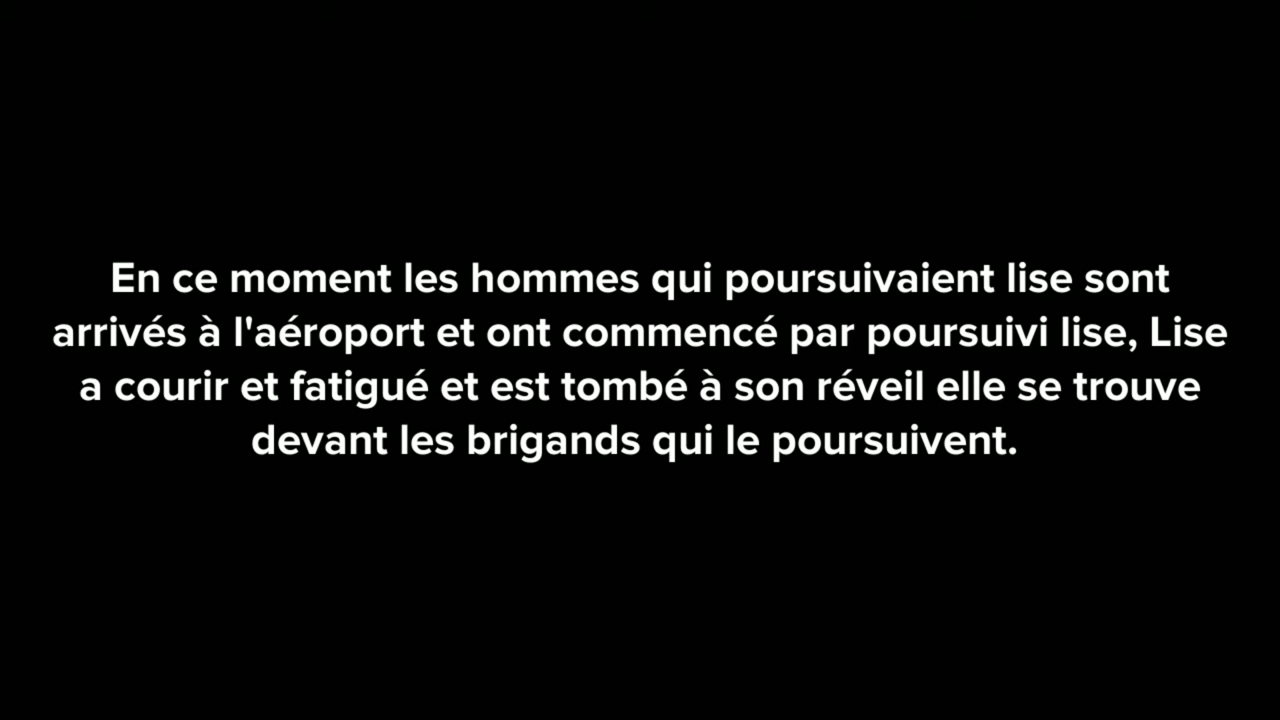 En ce moment les hommes qui poursuivaient lise sont
arrivés à l'aéroport et ont commencé par poursuivi lise, Lise
a courir et fatigué et est tombé à son réveil elle se trouve
devant les brigands qui le poursuivent.